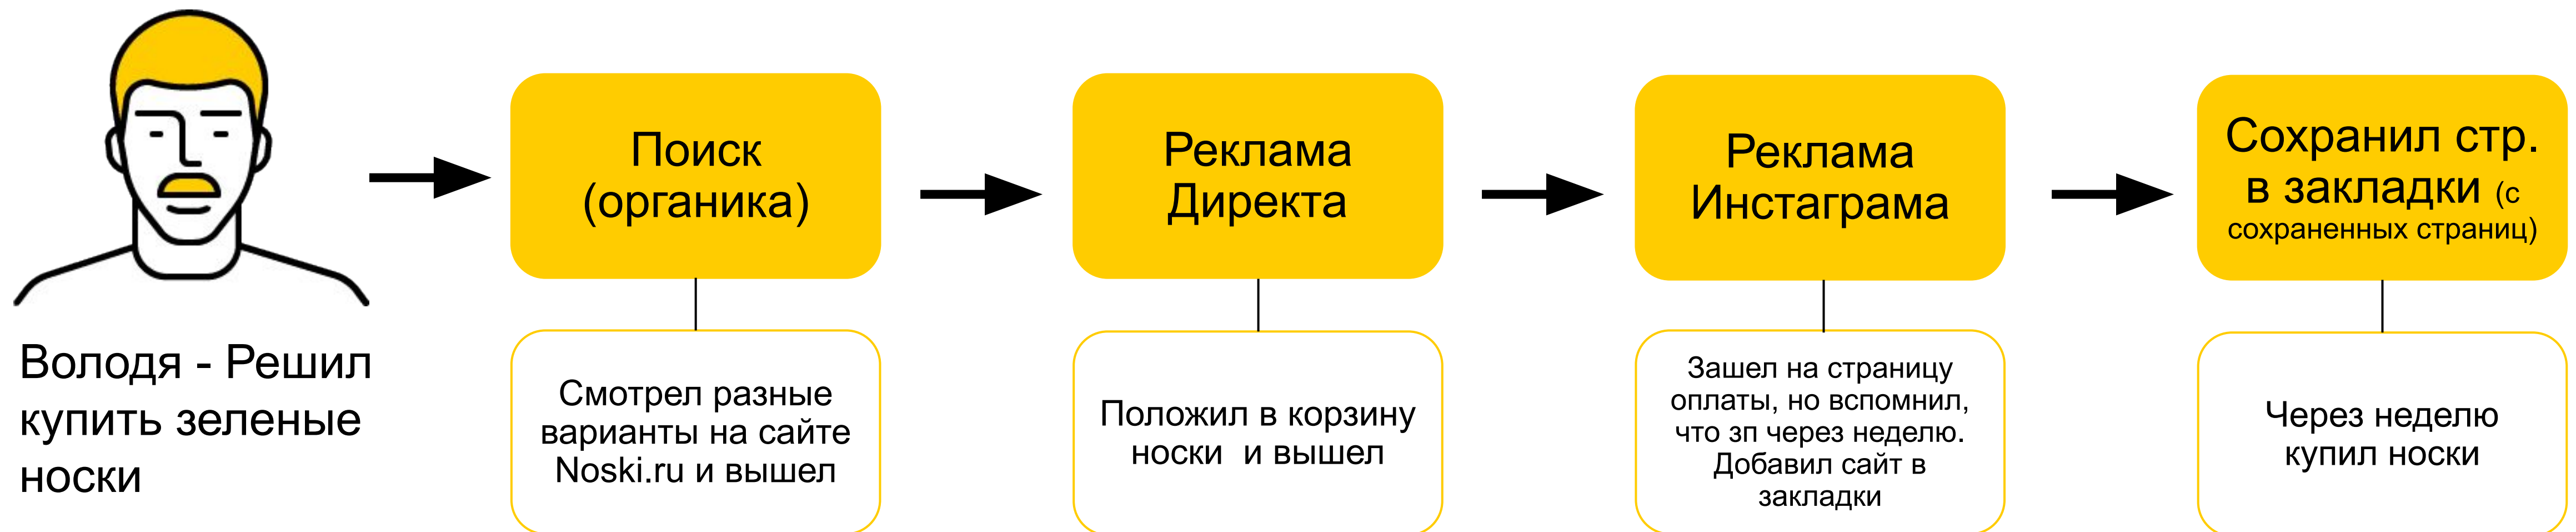 Володя - Решил
купить зеленые
носки
Поиск
(органика)
Смотрел разные
варианты на сайте
Noski.ru и вышел
Реклама
Директа
Положил в корзину
носки и вышел
Реклама
Инстаграма
Зашел на страницу
оплаты, но вспомнил,
что зп через неделю.
Добавил сайт в
закладки
Сохранил стр.
в закладки (с
сохраненных страниц)
Через неделю
купил носки